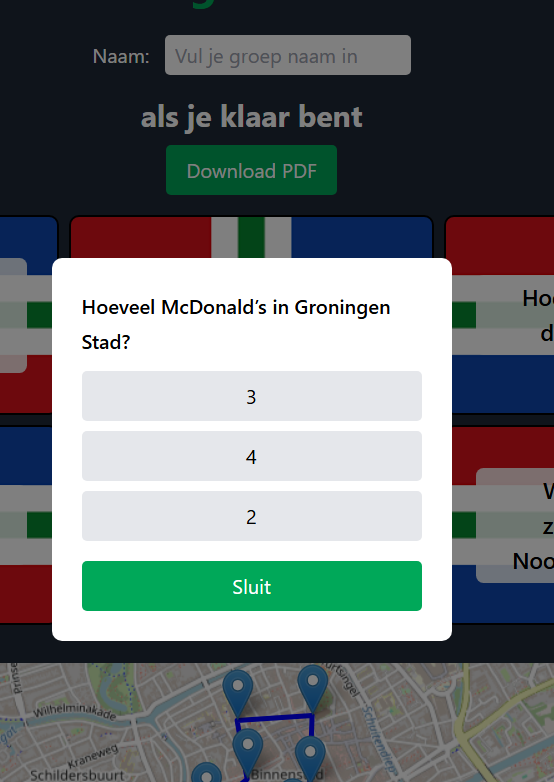 Naam:
Vul je groep naam in
als je klaar bent
Download PDF
Hoeveel McDonald's in Groningen
Stad?
3
4
2
Sluit
Wilhelminakade
Kraneweg
Schildersbuurt
Binnenstad